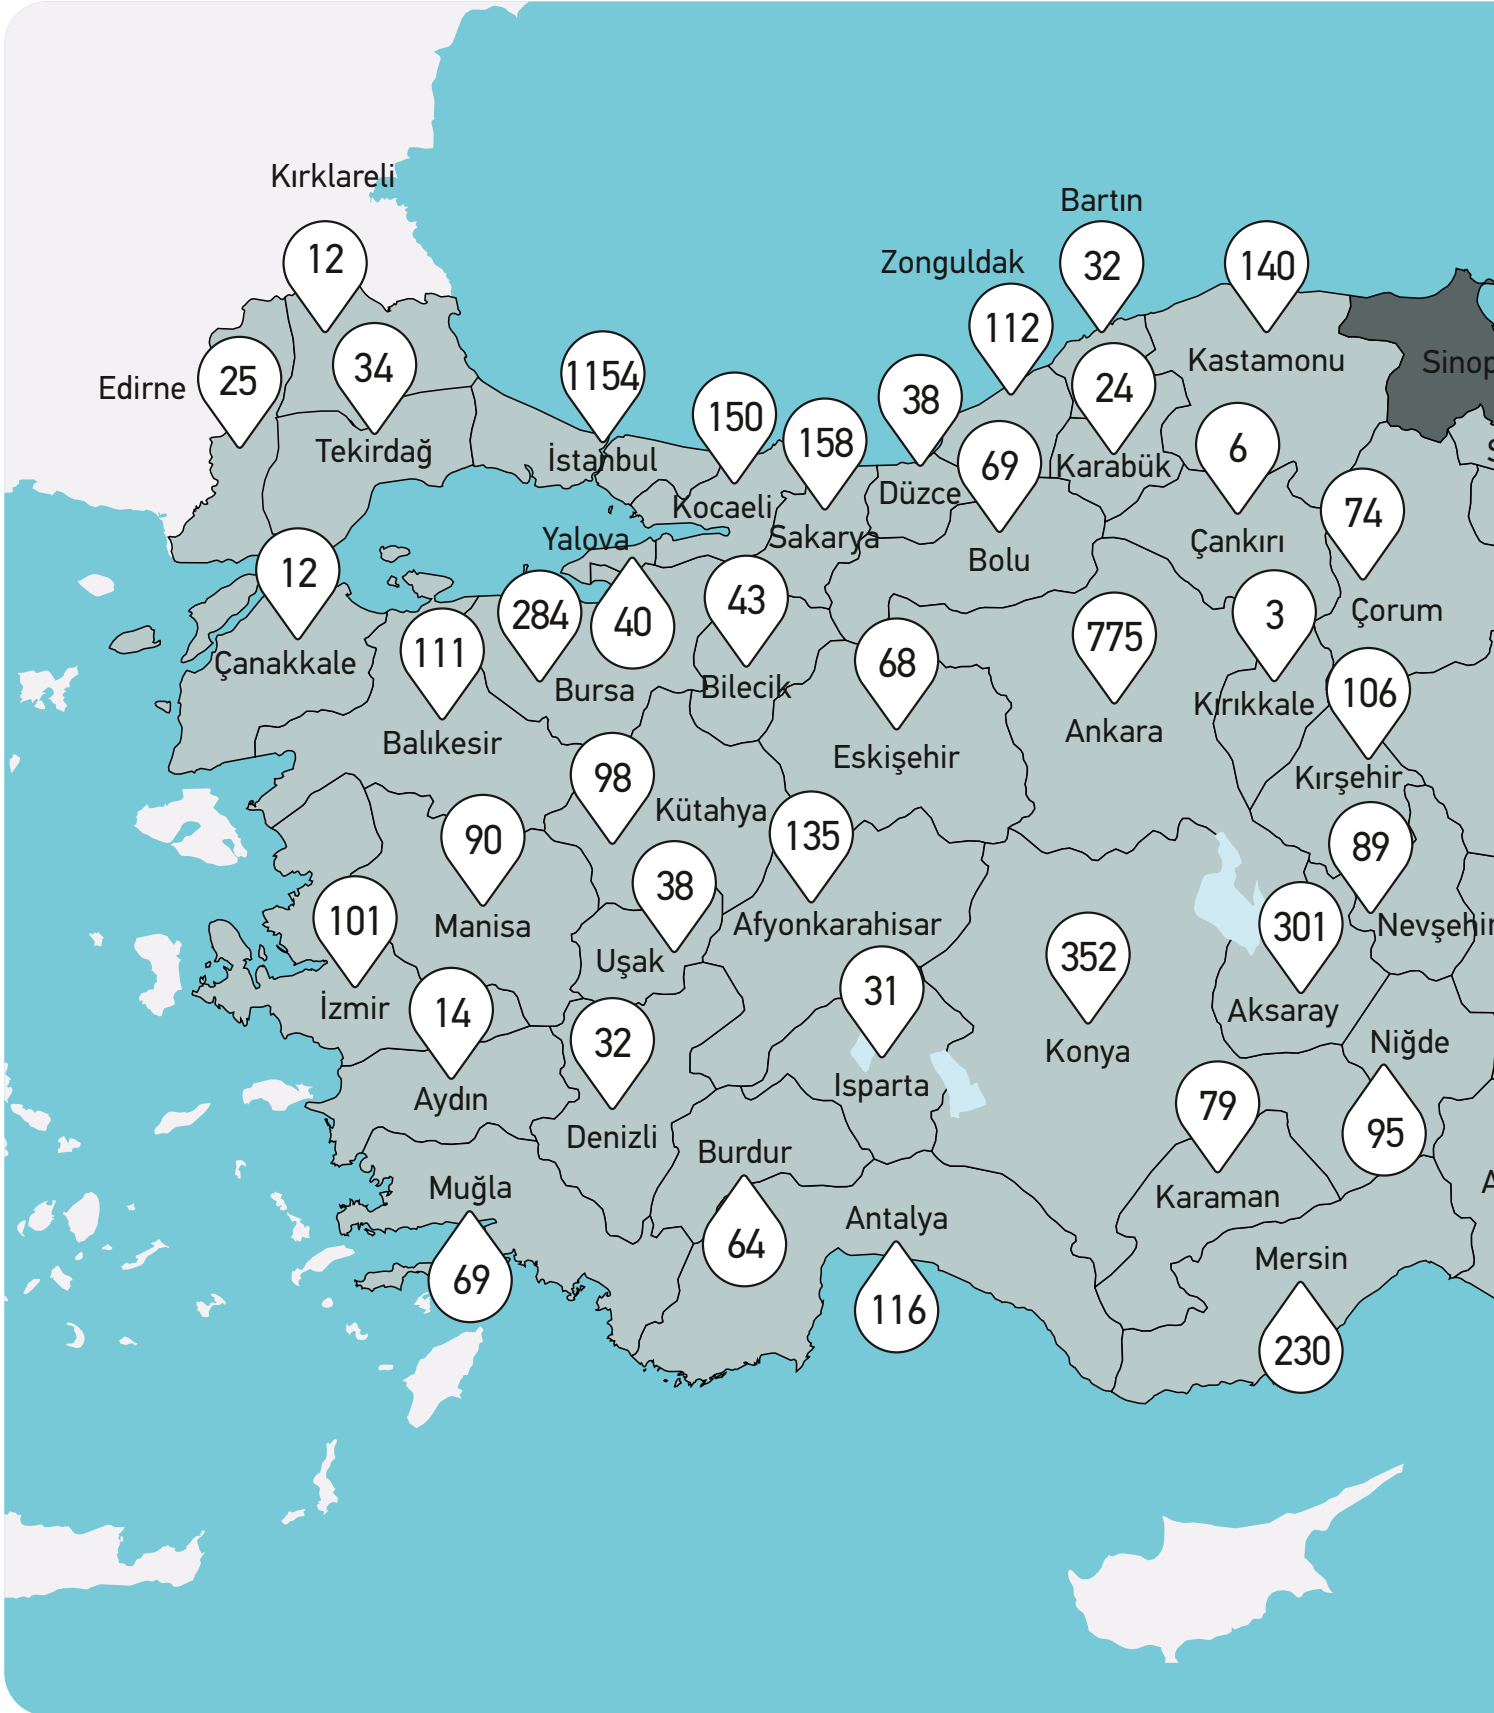 Kırklareli
12
Bartın
32
Zonguldak
112
140
Kastamonu
Sinop
Edirne
25
34
Tekirdağ
1154
İstanbul
150
Kocaeli
158
Sakarya
38
Düzce
69
Bolu
24
Karabük
6
Çankırı
74
Çorum
Yalova
40
12
Çanakkale
111
Balıkesir
284
Bursa
43
Bilecik
68
Eskişehir
775
Ankara
3
Kırıkkale
106
Kırşehir
98
Kütahya
90
Manisa
38
Uşak
135
Afyonkarahisar
89
Nevşehir
101
İzmir
14
Aydın
32
Denizli
31
Isparta
352
Konya
301
Aksaray
Niğde
95
79
Karaman
Burdur
64
Muğla
69
Antalya
116
Mersin
230